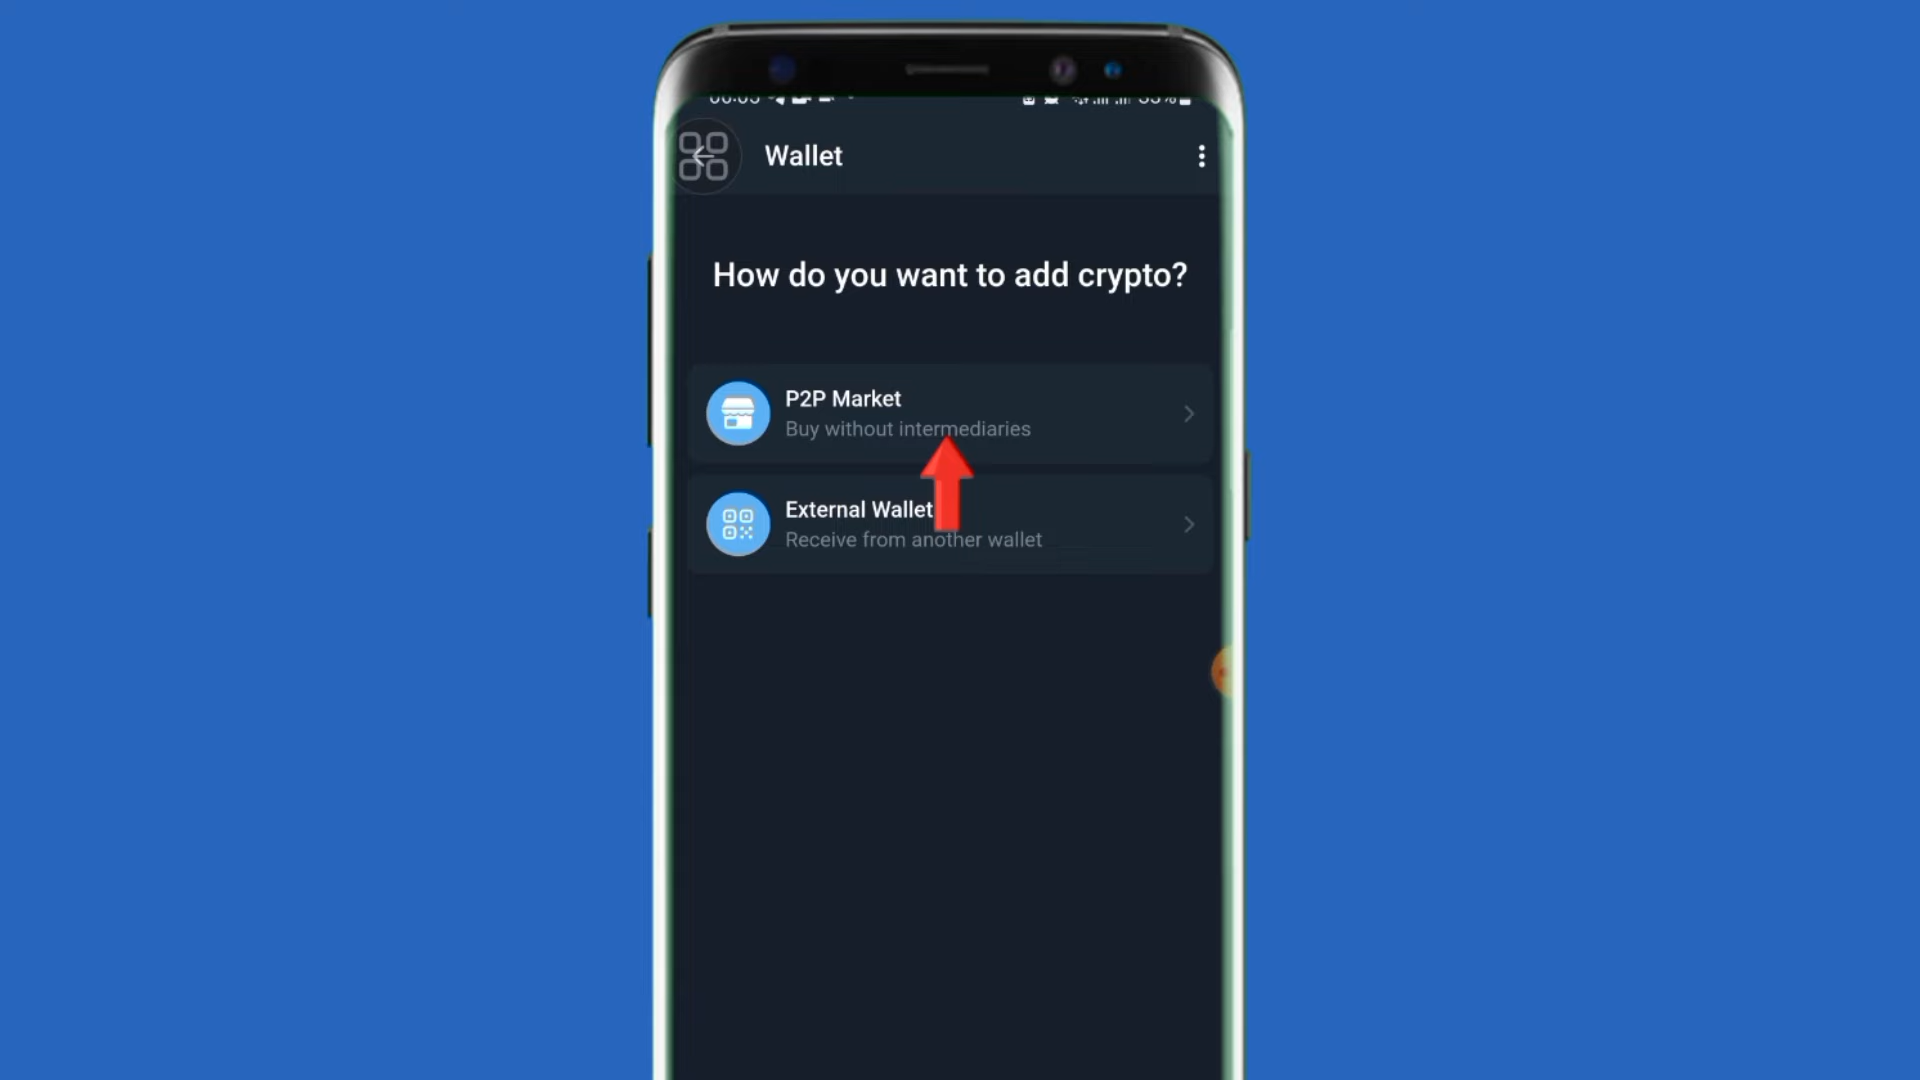 Wallet
How do you want to add crypto?
P2P Market
Buy without intermediaries
External Wallet
Receive from another wallet